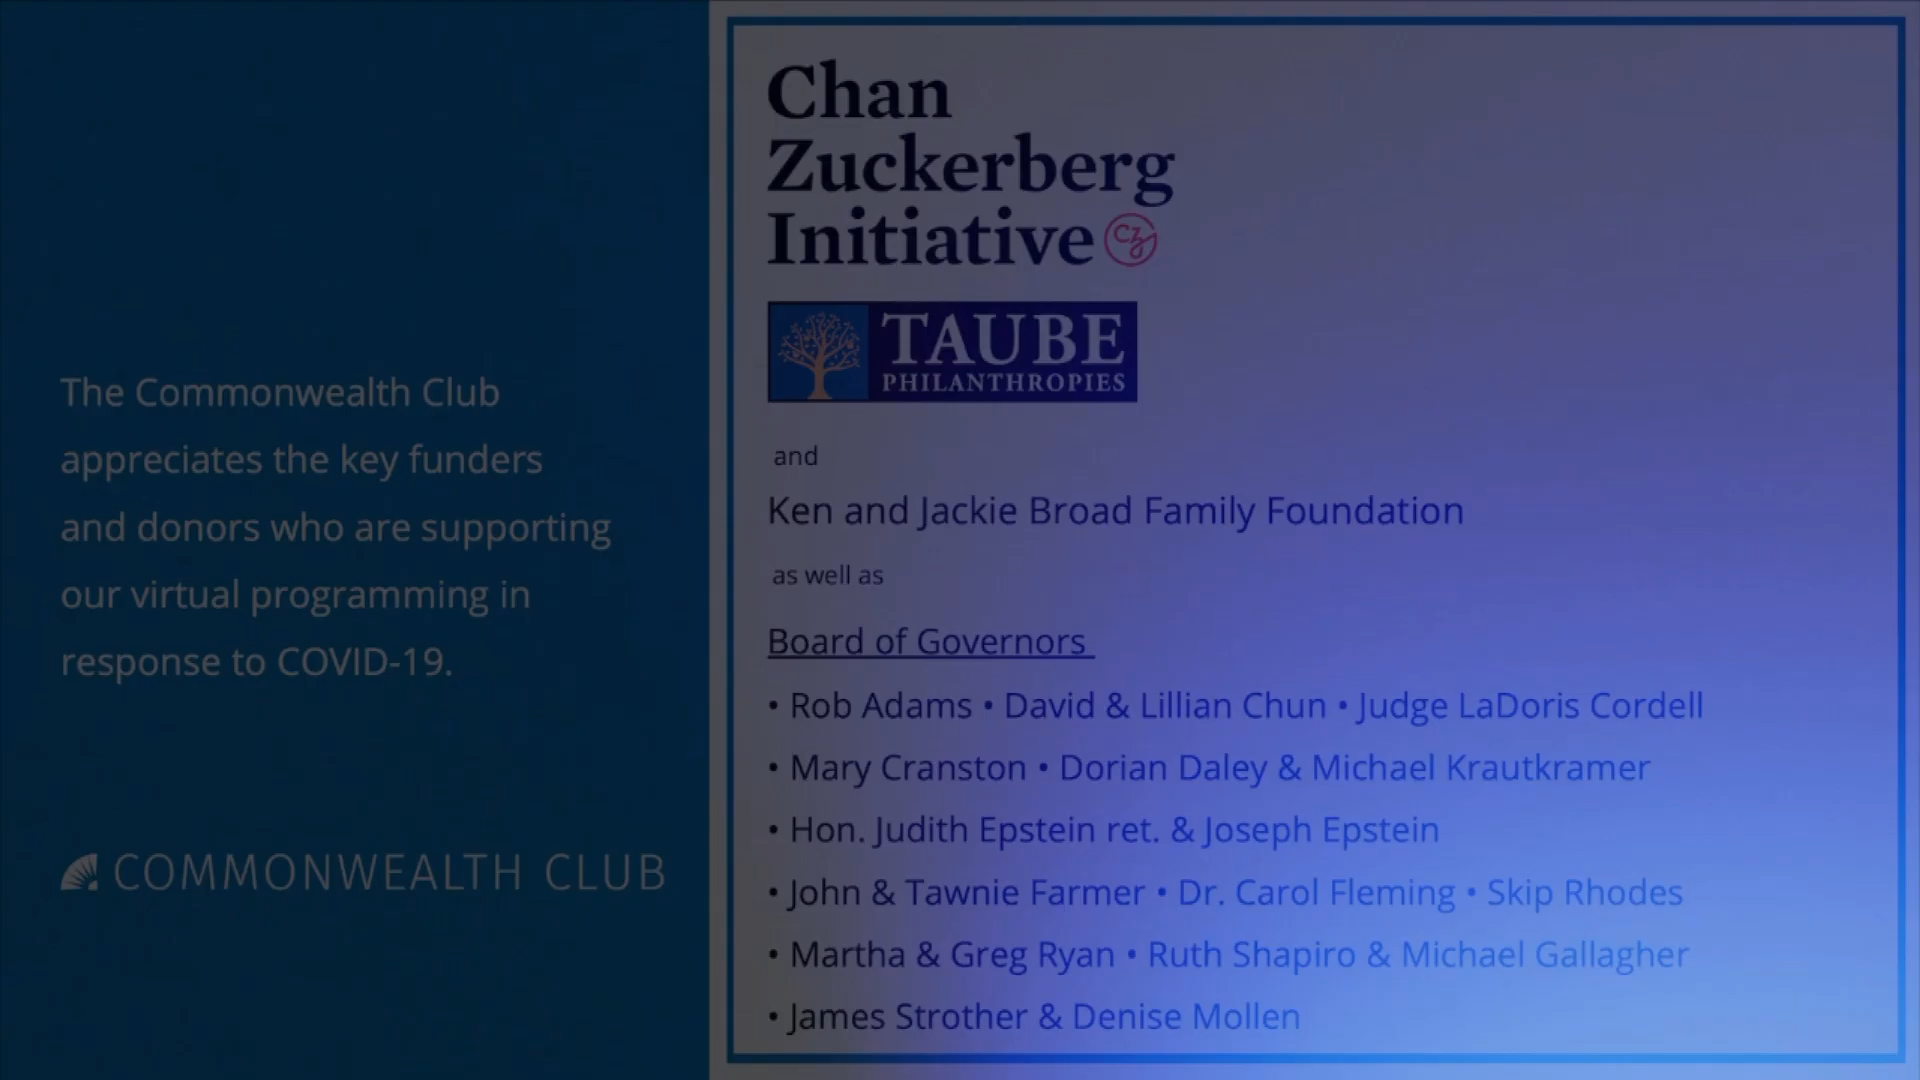 The Commonwealth Club
appreciates the key funders
and donors who are supporting
our virtual programming in
response to COVID-19.
COMMONWEALTH CLUB
Chan
Zuckerberg
Initiative CZI
TAUBE
PHILANTHROPIES
and
Ken and Jackie Broad Family Foundation
as well as
Board of Governors
• Rob Adams • David & Lillian Chun • Judge LaDoris Cordell
• Mary Cranston • Dorian Daley & Michael Krautkramer
• Hon. Judith Epstein ret. & Joseph Epstein
• John & Tawnie Farmer • Dr. Carol Fleming • Skip Rhodes
• Martha & Greg Ryan • Ruth Shapiro & Michael Gallagher
• James Strother & Denise Mollen